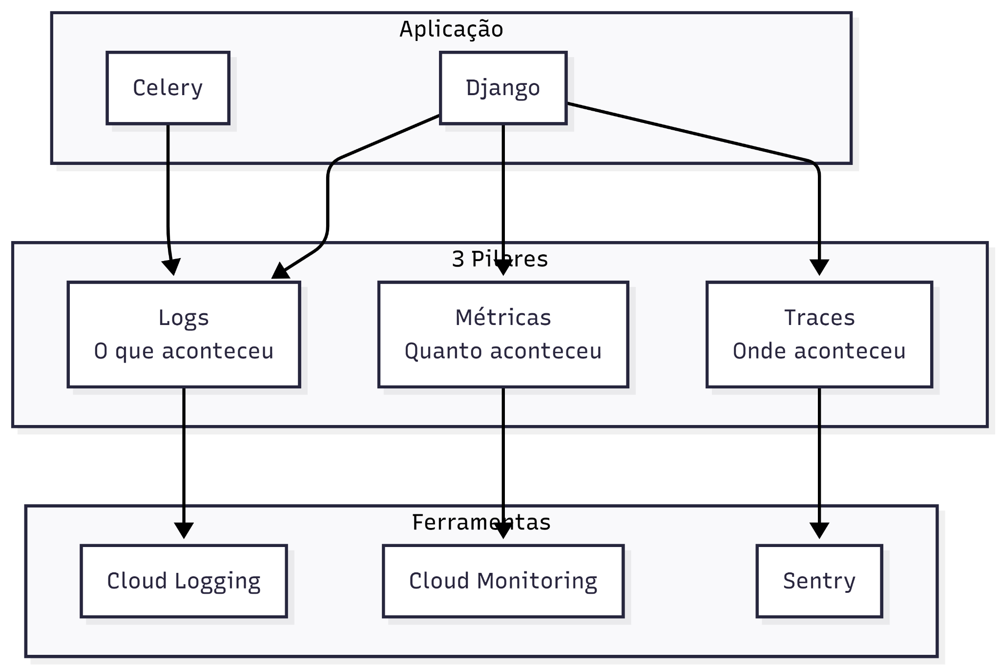 Aplicação
Celery
Django
3 Pilares
Logs
O que aconteceu
Métricas
Quanto aconteceu
Traces
Onde aconteceu
Ferramentas
Cloud Logging
Cloud Monitoring
Sentry